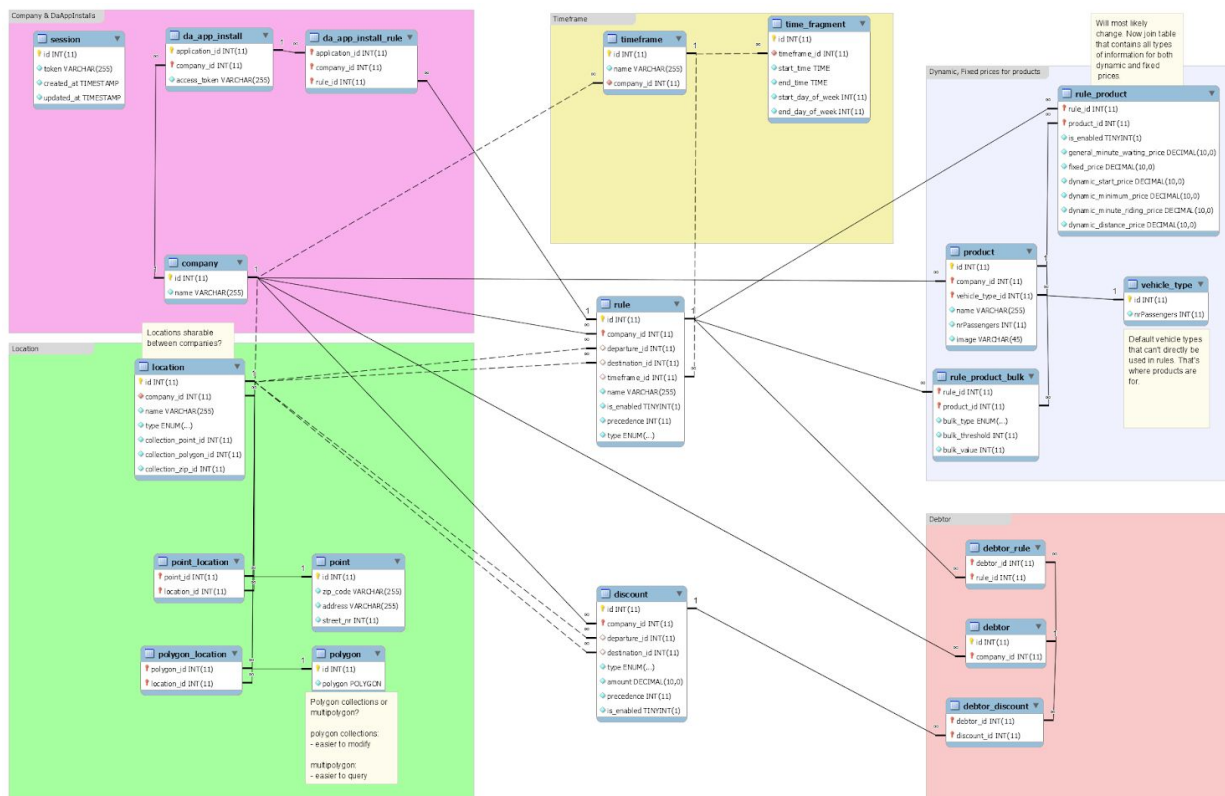 Company & DaAppInstalls
session
id INT(11)
token VARCHAR(255)
created_at TIMESTAMP
updated_at TIMESTAMP
da_app_install
application_id INT(11)
company_id INT(11)
access_token VARCHAR(255)
da_app_install_rule
application_id INT(11)
company_id INT(11)
rule_id INT(11)
company
id INT(11)
name VARCHAR(255)
Timeframe
timeframe
id INT(11)
name VARCHAR(255)
company_id INT(11)
time_fragment
id INT(11)
timeframe_id INT(11)
start_time TIME
end_time TIME
start_day_of_week INT(11)
end_day_of_week INT(11)
Will most likely
change. Now join table
that contains all types
of information for both
dynamic and fixed
prices.
Dynamic, Fixed prices for products
rule_product
rule_id INT(11)
product_id INT(11)
is_enabled TINYINT(1)
general_minute_waiting_price DECIMAL(10,0)
fixed_price DECIMAL(10,0)
dynamic_start_price DECIMAL(10,0)
dynamic_minimum_price DECIMAL(10,0)
dynamic_minute_riding_price DECIMAL(10,0)
dynamic_distance_price DECIMAL(10,0)
product
id INT(11)
company_id INT(11)
vehicle_type_id INT(11)
name VARCHAR(255)
nrPassengers INT(11)
image VARCHAR(45)
vehicle_type
id INT(11)
nrPassengers INT(11)
Default vehicle types
that can't directly be
used in rules. That's
where products are
for.
rule_product_bulk
rule_id INT(11)
product_id INT(11)
bulk_type ENUM(...)
bulk_threshold INT(11)
bulk_value INT(11)
rule
id INT(11)
company_id INT(11)
departure_id INT(11)
destination_id INT(11)
timeframe_id INT(11)
name VARCHAR(255)
is_enabled TINYINT(1)
precedence INT(11)
type ENUM(...)
Locations sharable
between companies?
Location
location
id INT(11)
company_id INT(11)
name VARCHAR(255)
type ENUM(...)
collection_point_id INT(11)
collection_polygon_id INT(11)
collection_zip_id INT(11)
point_location
point_id INT(11)
location_id INT(11)
point
id INT(11)
zip_code VARCHAR(255)
address VARCHAR(255)
street_nr INT(11)
polygon_location
polygon_id INT(11)
location_id INT(11)
polygon
id INT(11)
polygon POLYGON
Polygon collections or
multipolygon?
polygon collections:
- easier to modify
multipolygon:
- easier to query
discount
id INT(11)
company_id INT(11)
departure_id INT(11)
destination_id INT(11)
type ENUM(...)
amount DECIMAL(10,0)
precedence INT(11)
is_enabled TINYINT(1)
Debtor
debtor_rule
debtor_id INT(11)
rule_id INT(11)
debtor
id INT(11)
company_id INT(11)
debtor_discount
debtor_id INT(11)
discount_id INT(11)